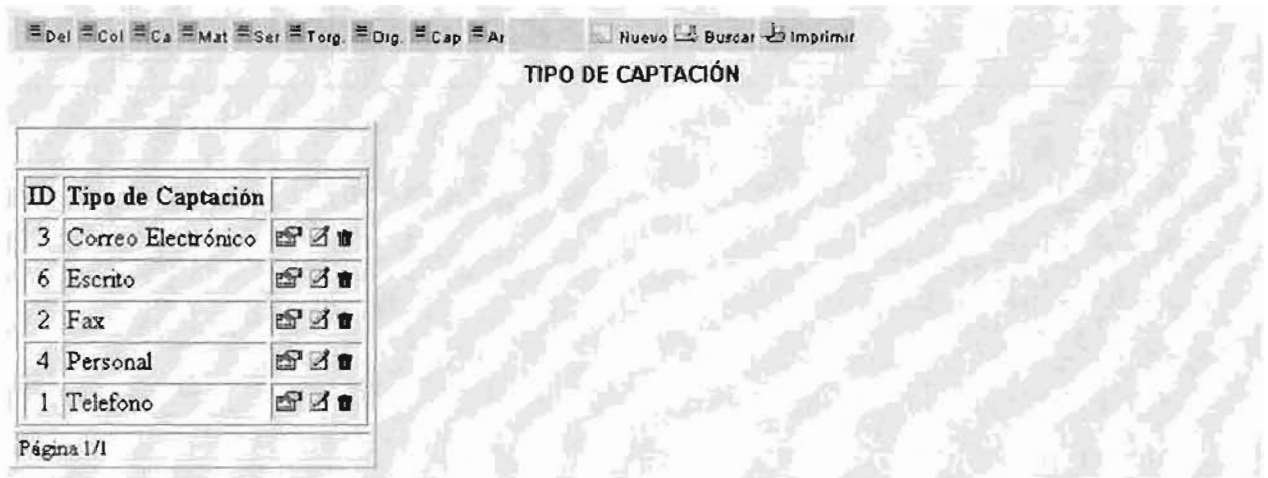 Del Col Ca Mat Ser Torg. Org. Cap Ar Nuevo Buscar Imprimir
TIPO DE CAPTACIÓN
ID Tipo de Captación
3 Correo Electrónico
6 Escrito
2 Fax
4 Personal
1 Telefono
Página 1/1